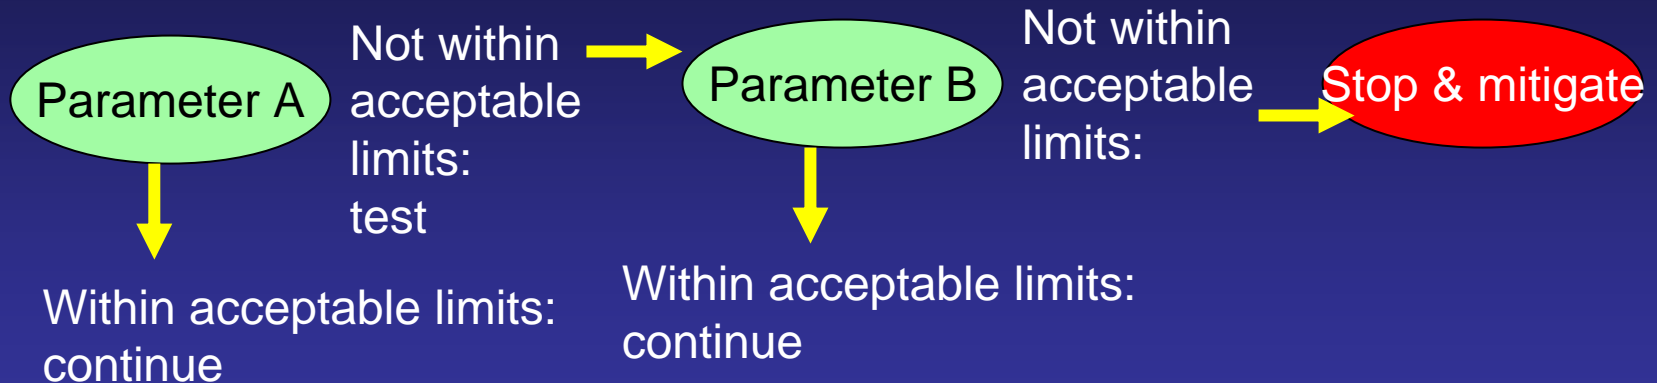 Parameter A
Not within
acceptable
limits:
test
Within acceptable limits:
continue
Parameter B
Within acceptable limits:
continue
Not within
acceptable
limits:
Stop & mitigate